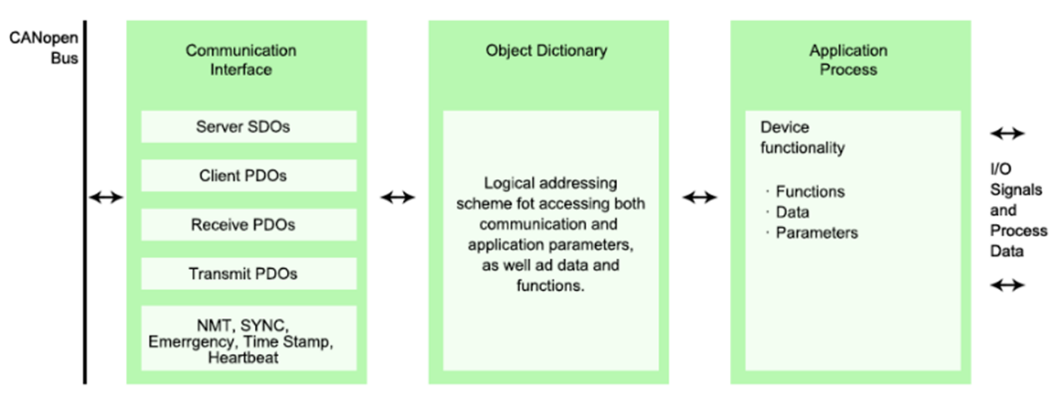 CANopen
Bus
Communication
Interface
Server SDOs
Client PDOs
Receive PDOs
Transmit PDOs
NMT, SYNC,
Emerrgency, Time Stamp,
Heartbeat
Object Dictionary
Logical addressing
scheme fot accessing both
communication and
application parameters,
as well ad data and
functions.
Application
Process
Device
functionality
· Functions
· Data
· Parameters
I/O
Signals
and
Process
Data